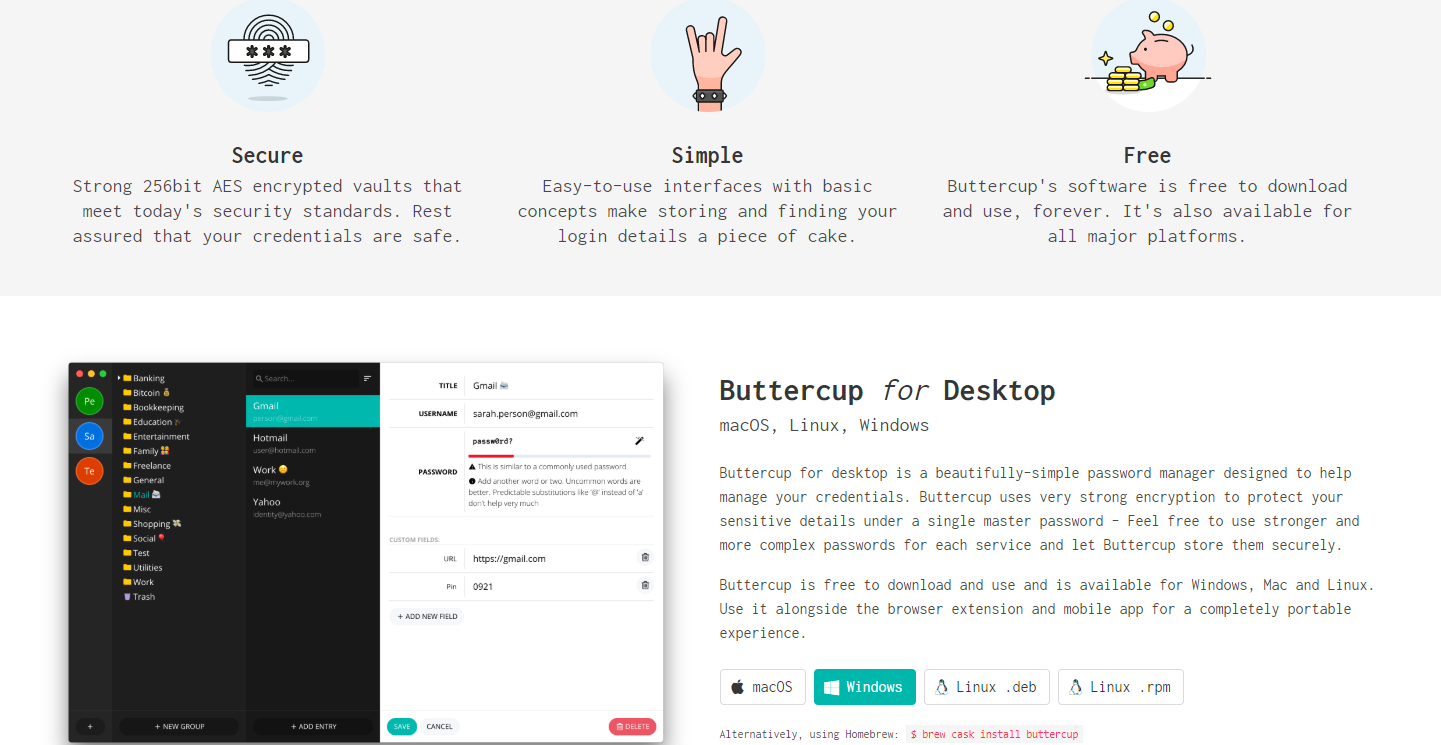 ***
Secure
Simple
Free
Strong 256bit AES encrypted vaults that
meet today's security standards. Rest
assured that your credentials are safe.
Easy-to-use interfaces with basic
concepts make storing and finding your
login details a piece of cake.
Buttercup's software is free to download
and use, forever. It's also available for
all major platforms.
Pe
Sa
Te
+
Banking
Bitcoin
Bookkeeping
Education
Entertainment
Family
Freelance
General
Mail
Misc
Shopping
Social
Test
Utilities
Work
Trash
+ NEW GROUP
Search...
Gmail
person@gmail.com
Hotmail
user@hotmail.com
Work
me@mywork.org
Yahoo
identity@yahoo.com
+ ADD ENTRY
TITLE Gmail
USERNAME sarah.person@gmail.com
PASSWORD passw0rd?
This is similar to a commonly used password
Add another word or two. Uncommon words are
better. Predictable substitutions like '@' instead of 'a'
don't help very much
CUSTOM FIELDS:
URL https://gmail.com
Pin 0921
+ ADD NEW FIELD
SAVE CANCEL DELETE
Buttercup for Desktop
macOS, Linux, Windows
Buttercup for desktop is a beautifully-simple password manager designed to help
manage your credentials. Buttercup uses very strong encryption to protect your
sensitive details under a single master password - Feel free to use stronger and
more complex passwords for each service and let Buttercup store them securely.
Buttercup is free to download and use and is available for Windows, Mac and Linux.
Use it alongside the browser extension and mobile app for a completely portable
experience.
macOS Windows Linux .deb Linux .rpm
Alternatively, using Homebrew: $ brew cask install buttercup